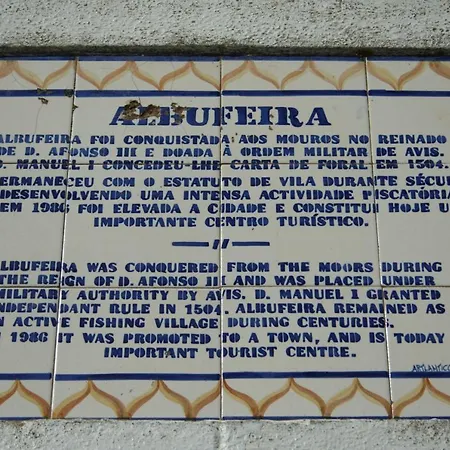 ALBUFEIRA
ALBUFEIRA FOI CONQUISTADA AOS MOUROS NO REINADO
DE D. AFONSO III E DOADA À ORDEM MILITAR DE AVIS.
D. MANUEL I CONCEDEU-LHE CARTA DE FORAL EM 1504.
PERMANECEU COM O ESTATUTO DE VILA DURANTE SÉCU
DESENVOLVENDO UMA INTENSA ACTIVIDADE PISCATÓRIA
EM 1986 FOI ELEVADA A CIDADE E CONSTITUI HOJE U
IMPORTANTE CENTRO TURÍSTICO.
ALBUFEIRA WAS CONQUERED FROM THE MOORS DURING
THE REIGN OF D. AFONSO III AND WAS PLACED UNDER
MILITARY AUTHORITY BY AVIS. D. MANUEL I GRANTED
INDEPENDANT RULE IN 1504. ALBUFEIRA REMAINED AS
AN ACTIVE FISHING VILLAGE DURING CENTURIES.
IN 1986 IT WAS PROMOTED TO A TOWN, AND IS TODAY
IMPORTANT TOURIST CENTRE.
ARTLANTICO